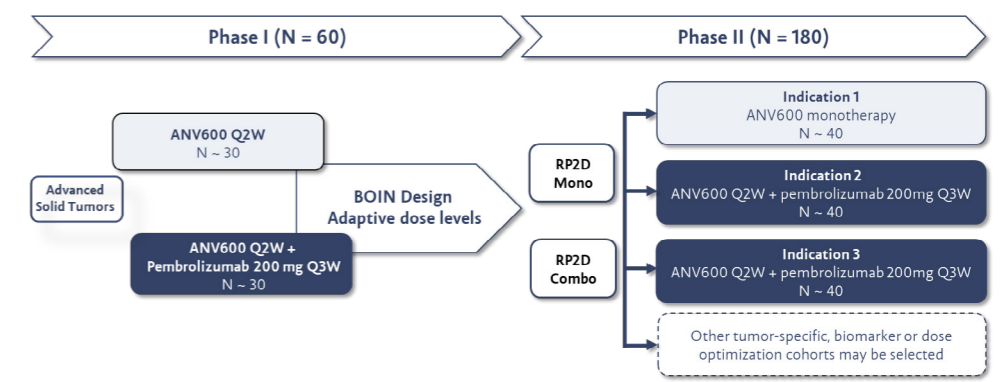 Phase I (N = 60)
Phase II (N = 180)
Advanced
Solid Tumors
ANV600 Q2W
N ~ 30
ANV600 Q2W +
Pembrolizumab 200 mg Q3W
N ~ 30
BOIN Design
Adaptive dose levels
RP2D
Mono
RP2D
Combo
Indication 1
ANV600 monotherapy
N ~ 40
Indication 2
ANV600 Q2W + pembrolizumab 200mg Q3W
N ~ 40
Indication 3
ANV600 Q2W + pembrolizumab 200mg Q3W
N ~ 40
Other tumor-specific, biomarker or dose
optimization cohorts may be selected